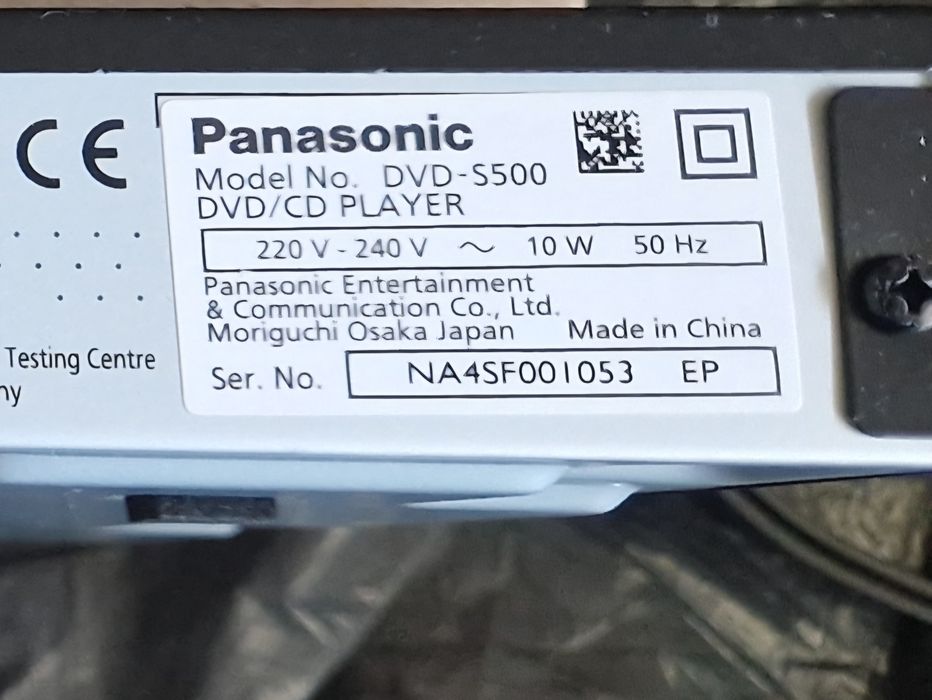 CE
Panasonic
Model No. DVD-S500
DVD/CD PLAYER
220 V - 240 V ~ 10 W 50 Hz
Panasonic Entertainment
& Communication Co., Ltd.
Moriguchi Osaka Japan Made in China
Testing Centre
Ser. No. NA4SF001053 EP